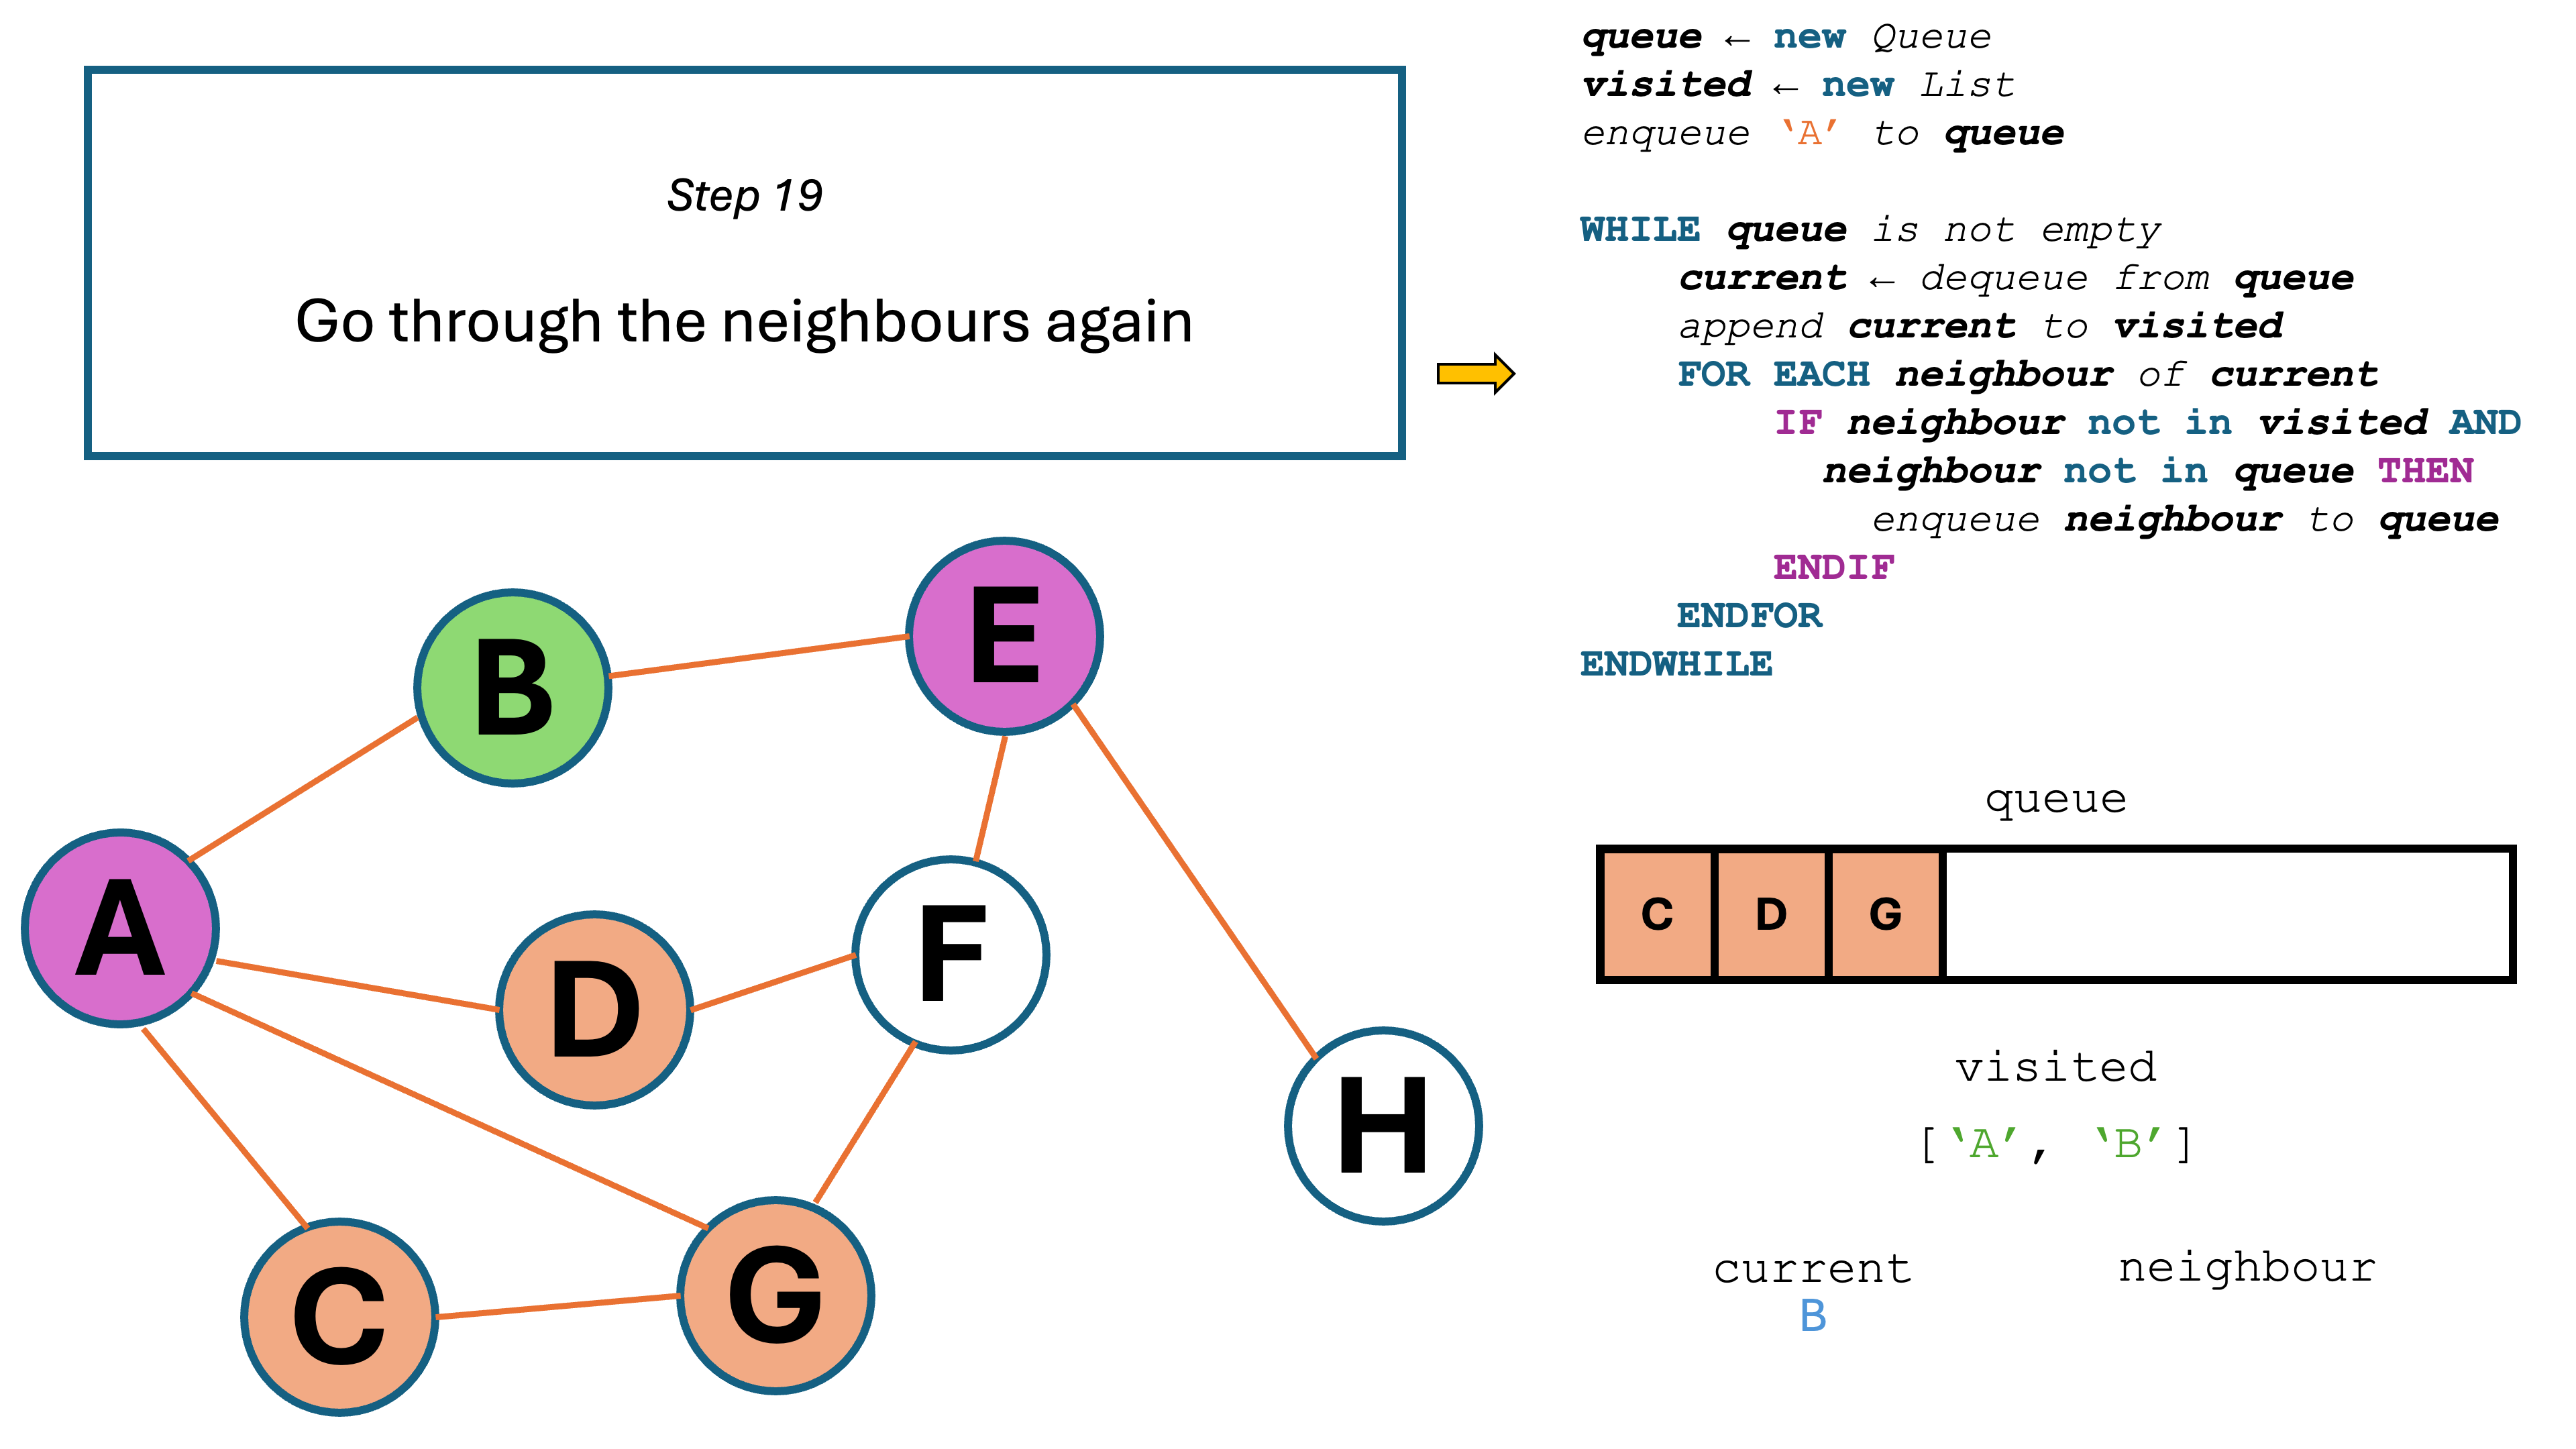 Step 19
Go through the neighbours again
queue ← new Queue
visited ← new List
enqueue ‘A’ to queue
WHILE queue is not empty
current ← dequeue from queue
append current to visited
FOR EACH neighbour of current
IF neighbour not in visited AND
neighbour not in queue THEN
enqueue neighbour to queue
ENDIF
ENDFOR
ENDWHILE
B
E
A
D
F
C
G
H
queue
C D G
visited
[‘A’, ‘B’]
current neighbour
B